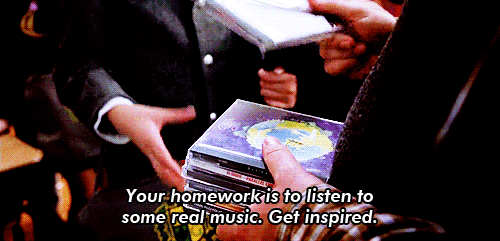 Your homework is to listen to
some real music. Get inspired.